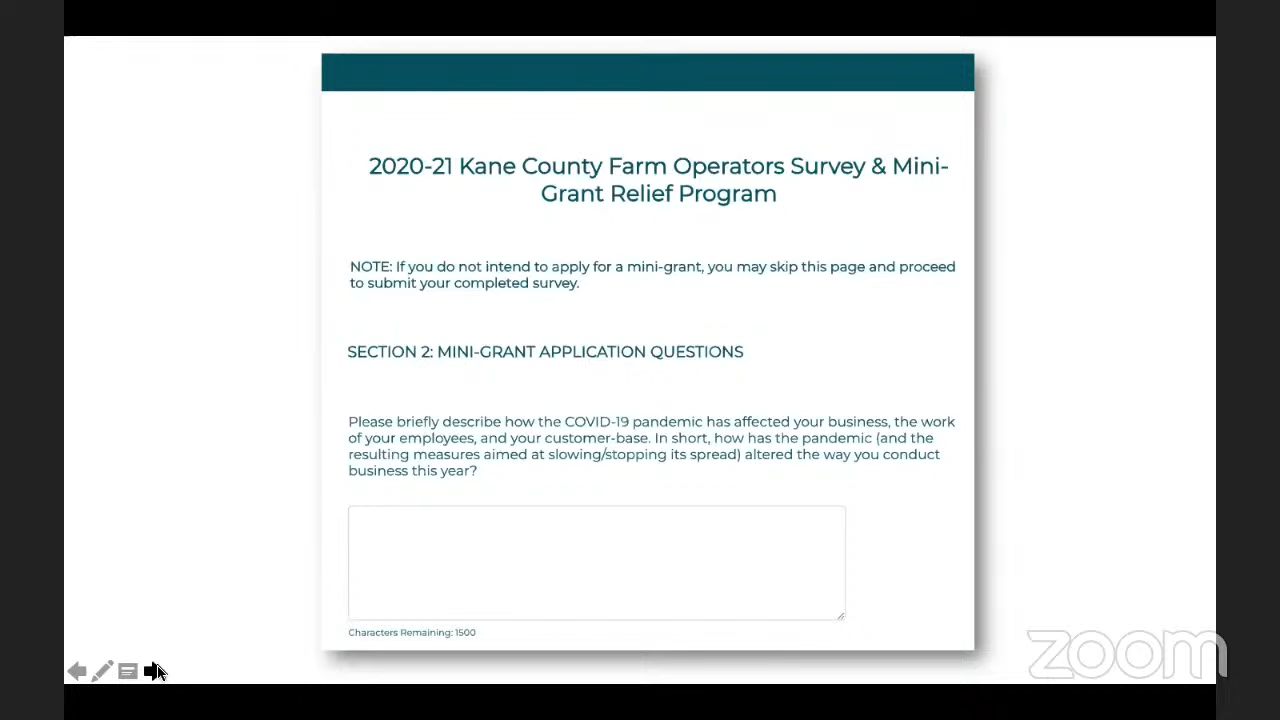 2020-21 Kane County Farm Operators Survey & Mini-
Grant Relief Program
NOTE: If you do not intend to apply for a mini-grant, you may skip this page and proceed
to submit your completed survey.
SECTION 2: MINI-GRANT APPLICATION QUESTIONS
Please briefly describe how the COVID-19 pandemic has affected your business, the work
of your employees, and your customer-base. In short, how has the pandemic (and the
resulting measures aimed at slowing/stopping its spread) altered the way you conduct
business this year?
Characters Remaining: 1500
zoom